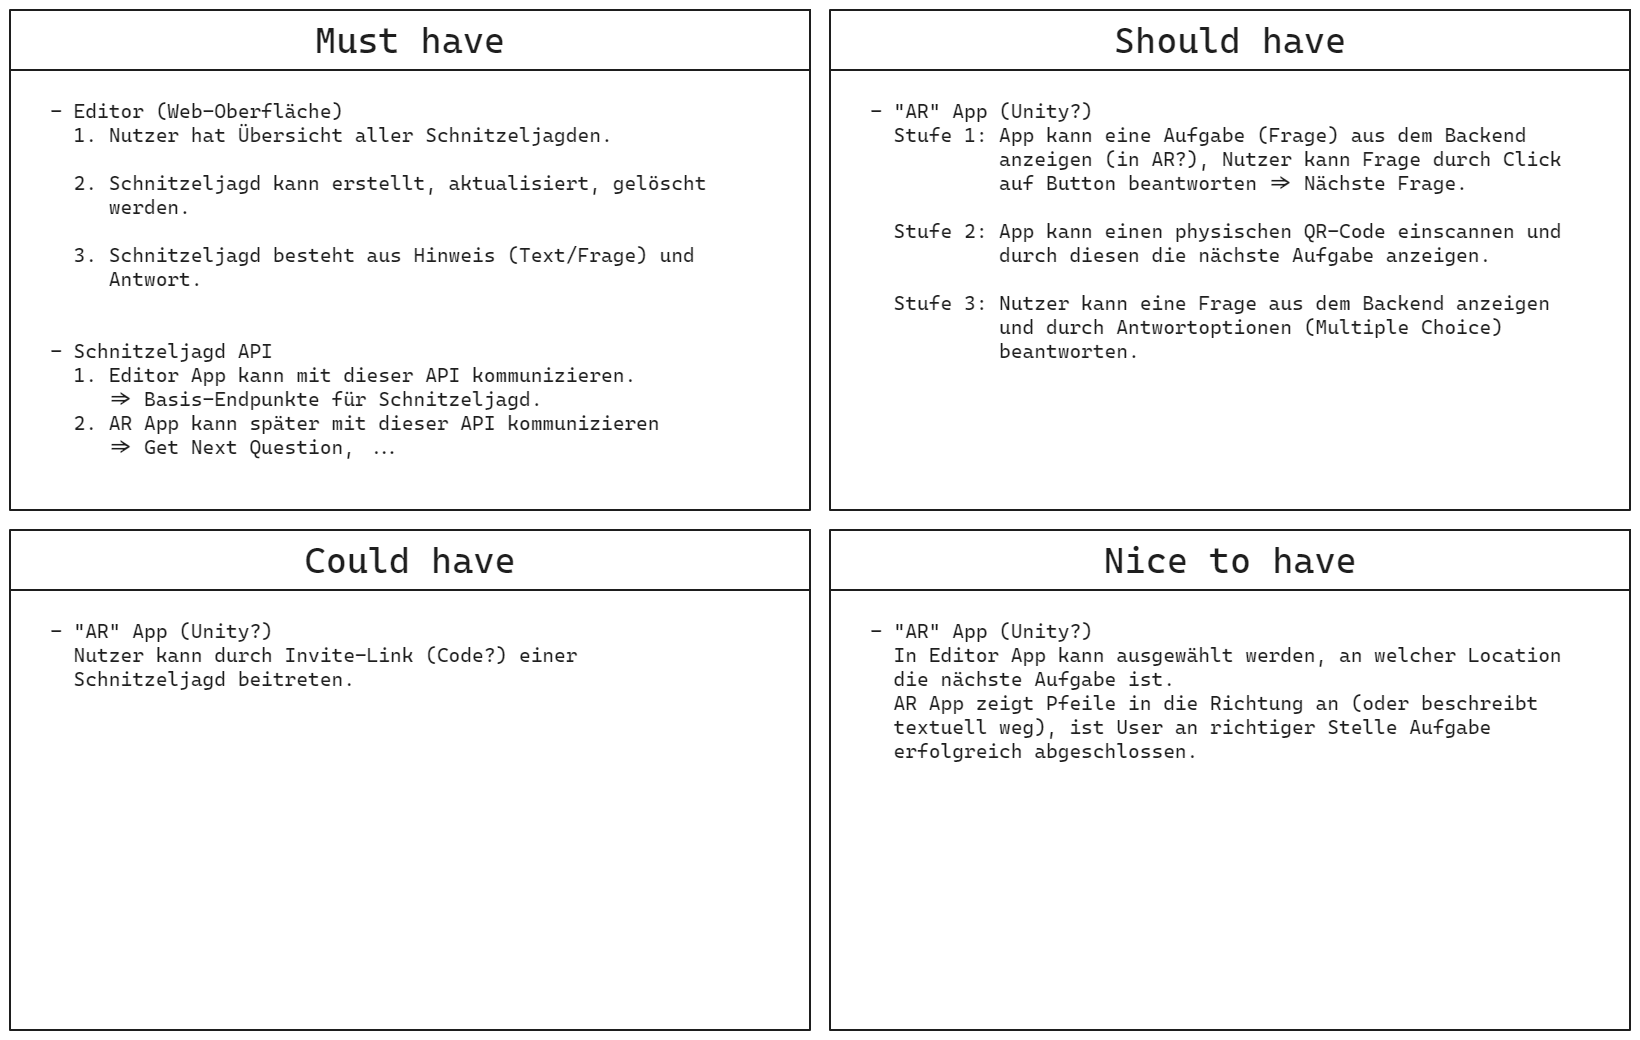 Must have
- Editor (Web-Oberfläche)
1. Nutzer hat Übersicht aller Schnitzeljagden.
2. Schnitzeljagd kann erstellt, aktualisiert, gelöscht
werden.
3. Schnitzeljagd besteht aus Hinweis (Text/Frage) und
Antwort.
- Schnitzeljagd API
1. Editor App kann mit dieser API kommunizieren.
⇒ Basis-Endpunkte für Schnitzeljagd.
2. AR App kann später mit dieser API kommunizieren
⇒ Get Next Question, ...
Should have
- "AR" App (Unity?)
Stufe 1: App kann eine Aufgabe (Frage) aus dem Backend
anzeigen (in AR?), Nutzer kann Frage durch Click
auf Button beantworten ⇒ Nächste Frage.
Stufe 2: App kann einen physischen QR-Code einscannen und
durch diesen die nächste Aufgabe anzeigen.
Stufe 3: Nutzer kann eine Frage aus dem Backend anzeigen
und durch Antwortoptionen (Multiple Choice)
beantworten.
Could have
- "AR" App (Unity?)
Nutzer kann durch Invite-Link (Code?) einer
Schnitzeljagd beitreten.
Nice to have
- "AR" App (Unity?)
In Editor App kann ausgewählt werden, an welcher Location
die nächste Aufgabe ist.
AR App zeigt Pfeile in die Richtung an (oder beschreibt
textuell weg), ist User an richtiger Stelle Aufgabe
erfolgreich abgeschlossen.